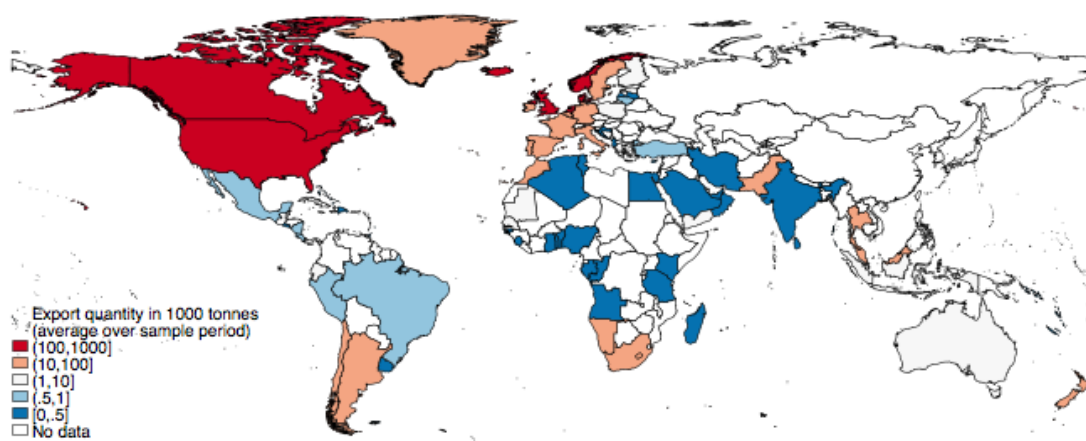 Export quantity in 1000 tonnes
(average over sample period)
(100,1000]
(10,100]
(1,10]
(.5,1]
[0,.5]
No data